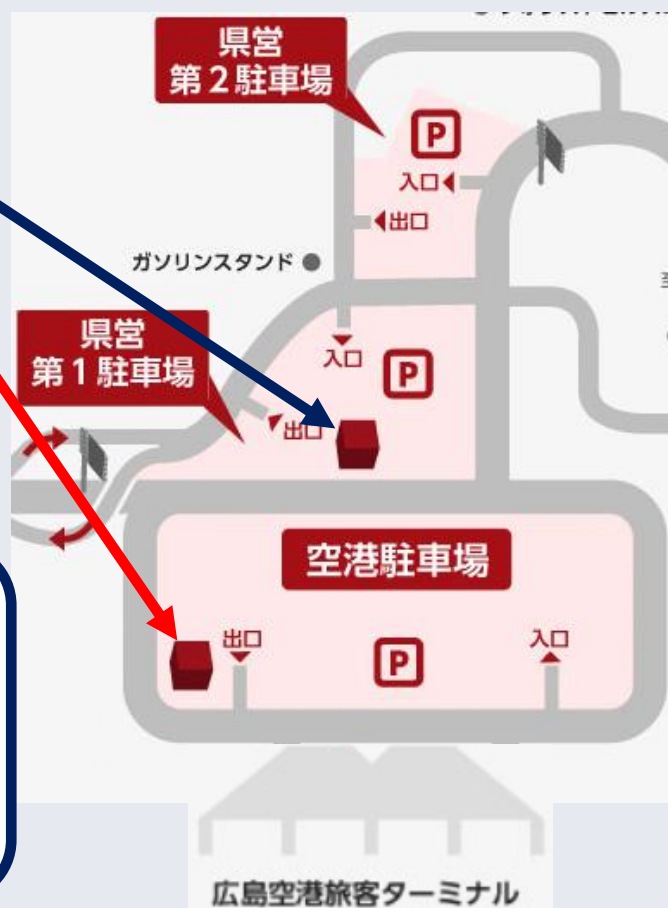 県営
第2駐車場
P
入口
出口
ガソリンスタンド
県営
第1駐車場
入口
P
出口
空港駐車場
出口
P
入口
広島空港旅客ターミナル